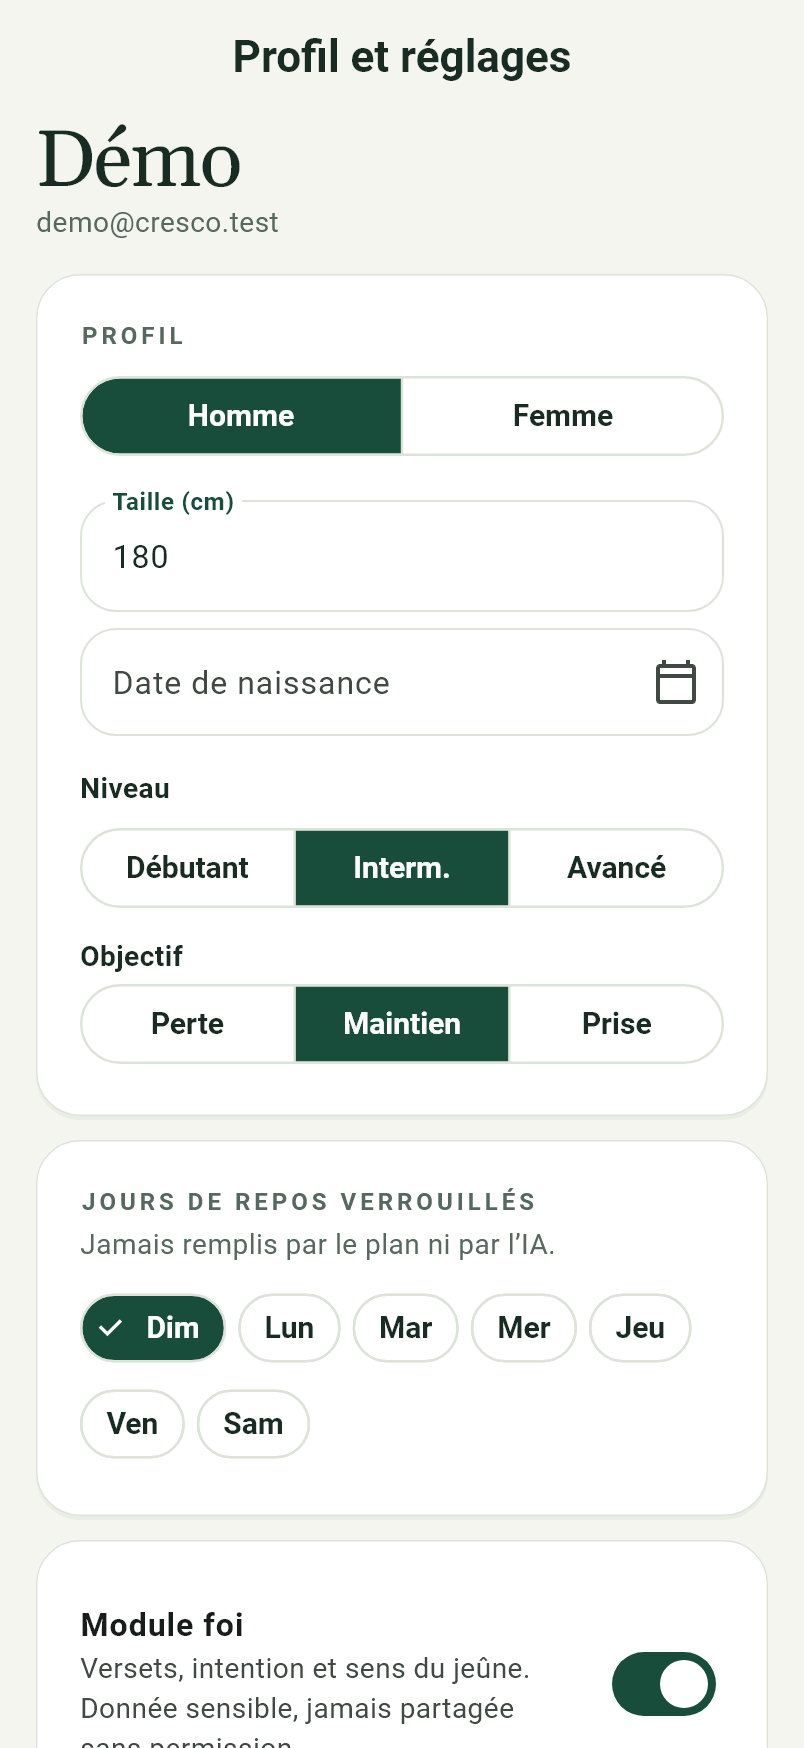 Profil et réglages
Démo
demo@cresco.test
PROFIL
Homme
Femme
Taille (cm)
180
Date de naissance
Niveau
Débutant
Interm.
Avancé
Objectif
Perte
Maintien
Prise
JOURS DE REPOS VERROUILLÉS
Jamais remplis par le plan ni par l’IA.
Dim
Lun
Mar
Mer
Jeu
Ven
Sam
Module foi
Versets, intention et sens du jeûne.
Donnée sensible, jamais partagée
sans permission.